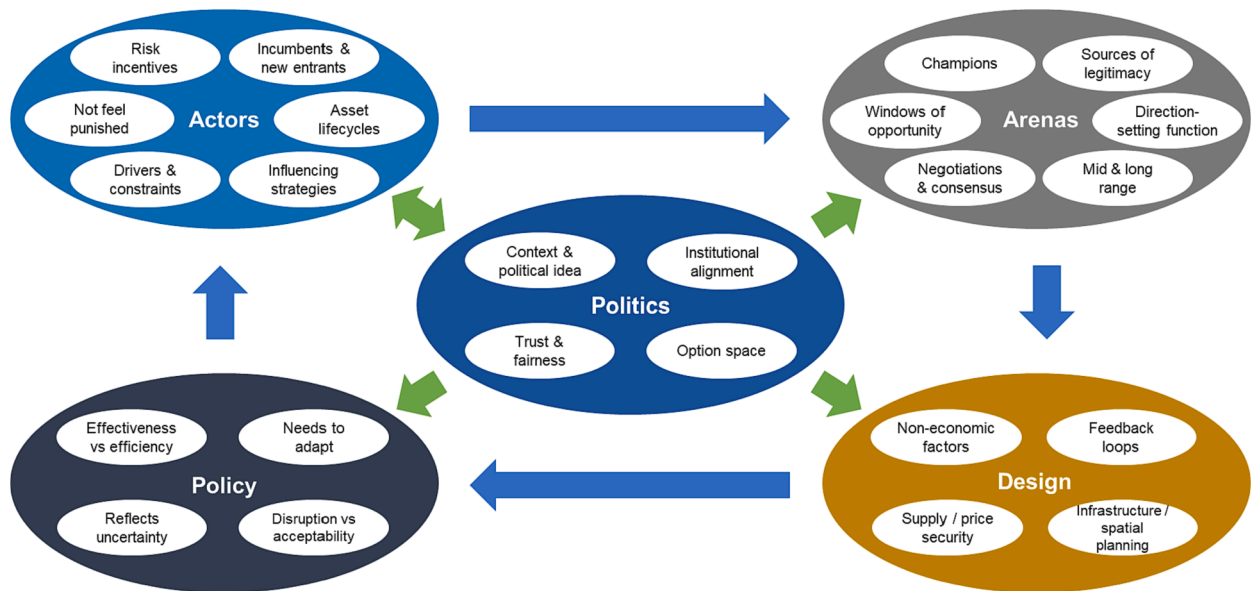 Risk
incentives
Incumbents &
new entrants
Not feel
punished
Actors
Asset
lifecycles
Drivers &
constraints
Influencing
strategies
Champions
Sources of
legitimacy
Windows of
opportunity
Arenas
Direction-
setting function
Negotiations
& consensus
Mid & long
range
Context &
political idea
Institutional
alignment
Politics
Trust &
fairness
Option space
Effectiveness
vs efficiency
Needs to
adapt
Policy
Reflects
uncertainty
Disruption vs
acceptability
Non-economic
factors
Feedback
loops
Design
Supply / price
security
Infrastructure /
spatial
planning